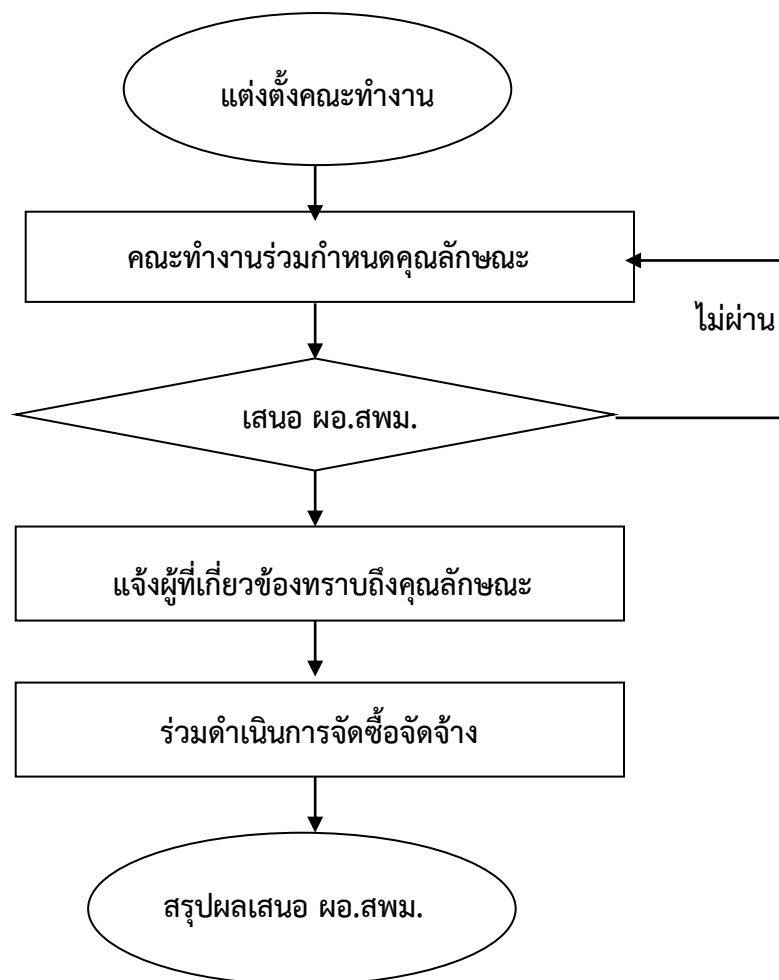 แต่งตั้งคณะทำงาน
คณะทำงานร่วมกำหนดคุณลักษณะ
ไม่ผ่าน
เสนอ ผอ.สพม.
แจ้งผู้ที่เกี่ยวข้องทราบถึงคุณลักษณะ
ร่วมดำเนินการจัดซื้อจัดจ้าง
สรุปผลเสนอ ผอ.สพม.